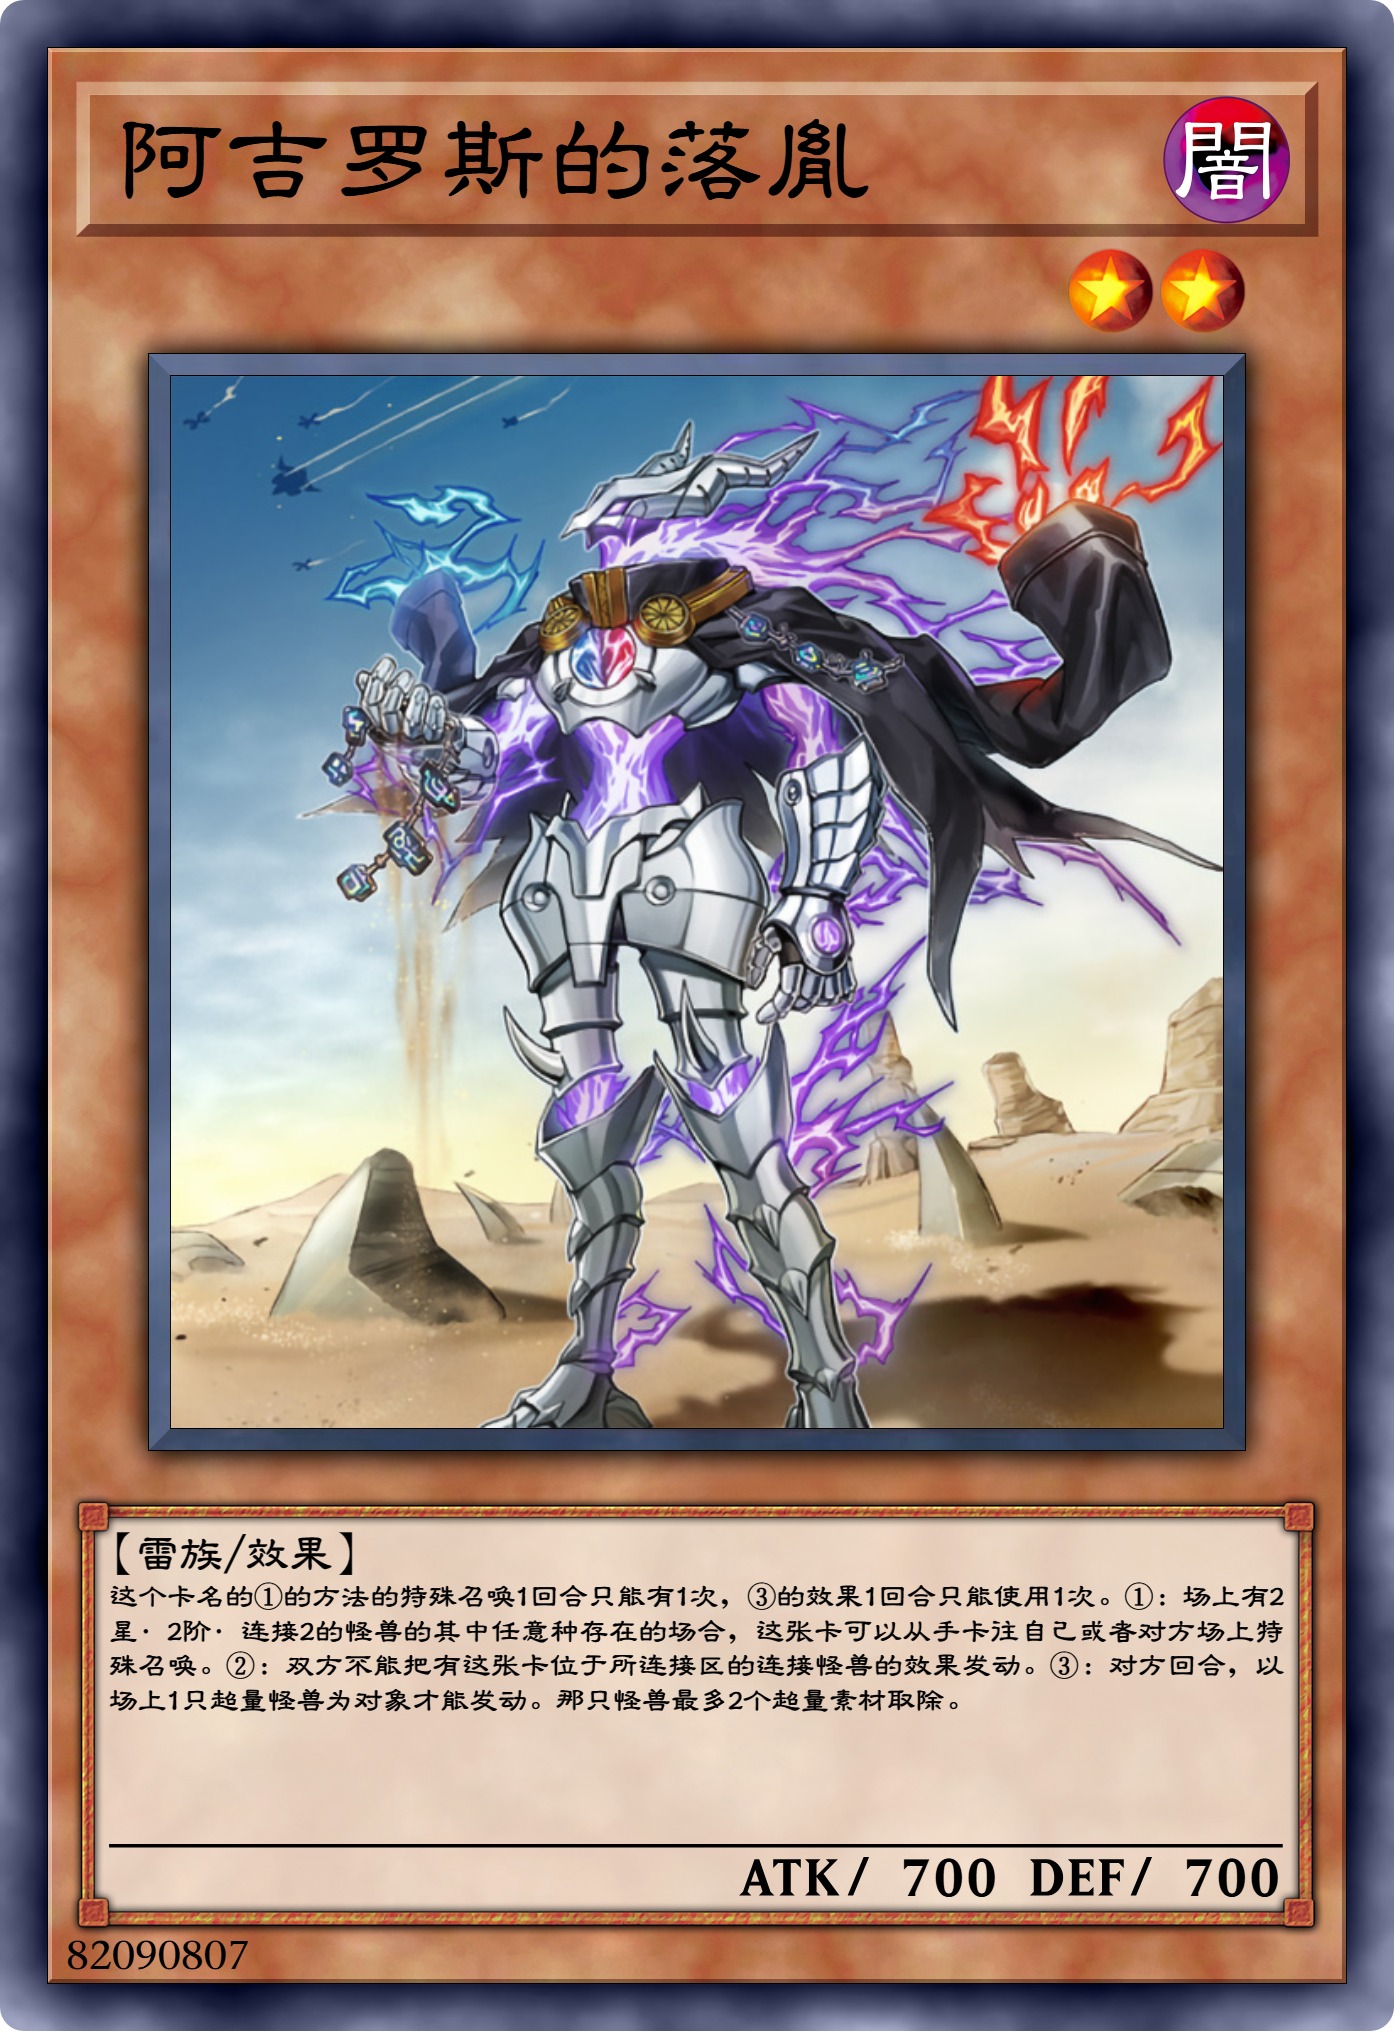 阿吉罗斯的落胤
闇
【雷族/效果】
这个卡名的①的方法的特殊召唤1回合只能有1次，③的效果1回合只能使用1次。①：场上有2
星·2阶·连接2的怪兽的其中任意种存在的场合，这张卡可以从手卡往自己或者对方场上特
殊召唤。②：双方不能把有这张卡位于所连接区的连接怪兽的效果发动。③：对方回合，以
场上1只超量怪兽为对象才能发动。那只怪兽最多2个超量素材取除。
ATK/ 700 DEF/ 700
82090807